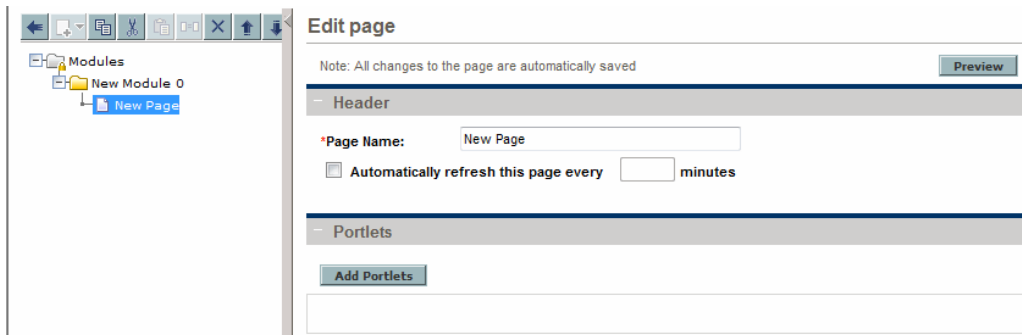 Edit page
Modules
New Module 0
New Page
Note: All changes to the page are automatically saved
Preview
Header
*Page Name: New Page
Automatically refresh this page every minutes
Portlets
Add Portlets